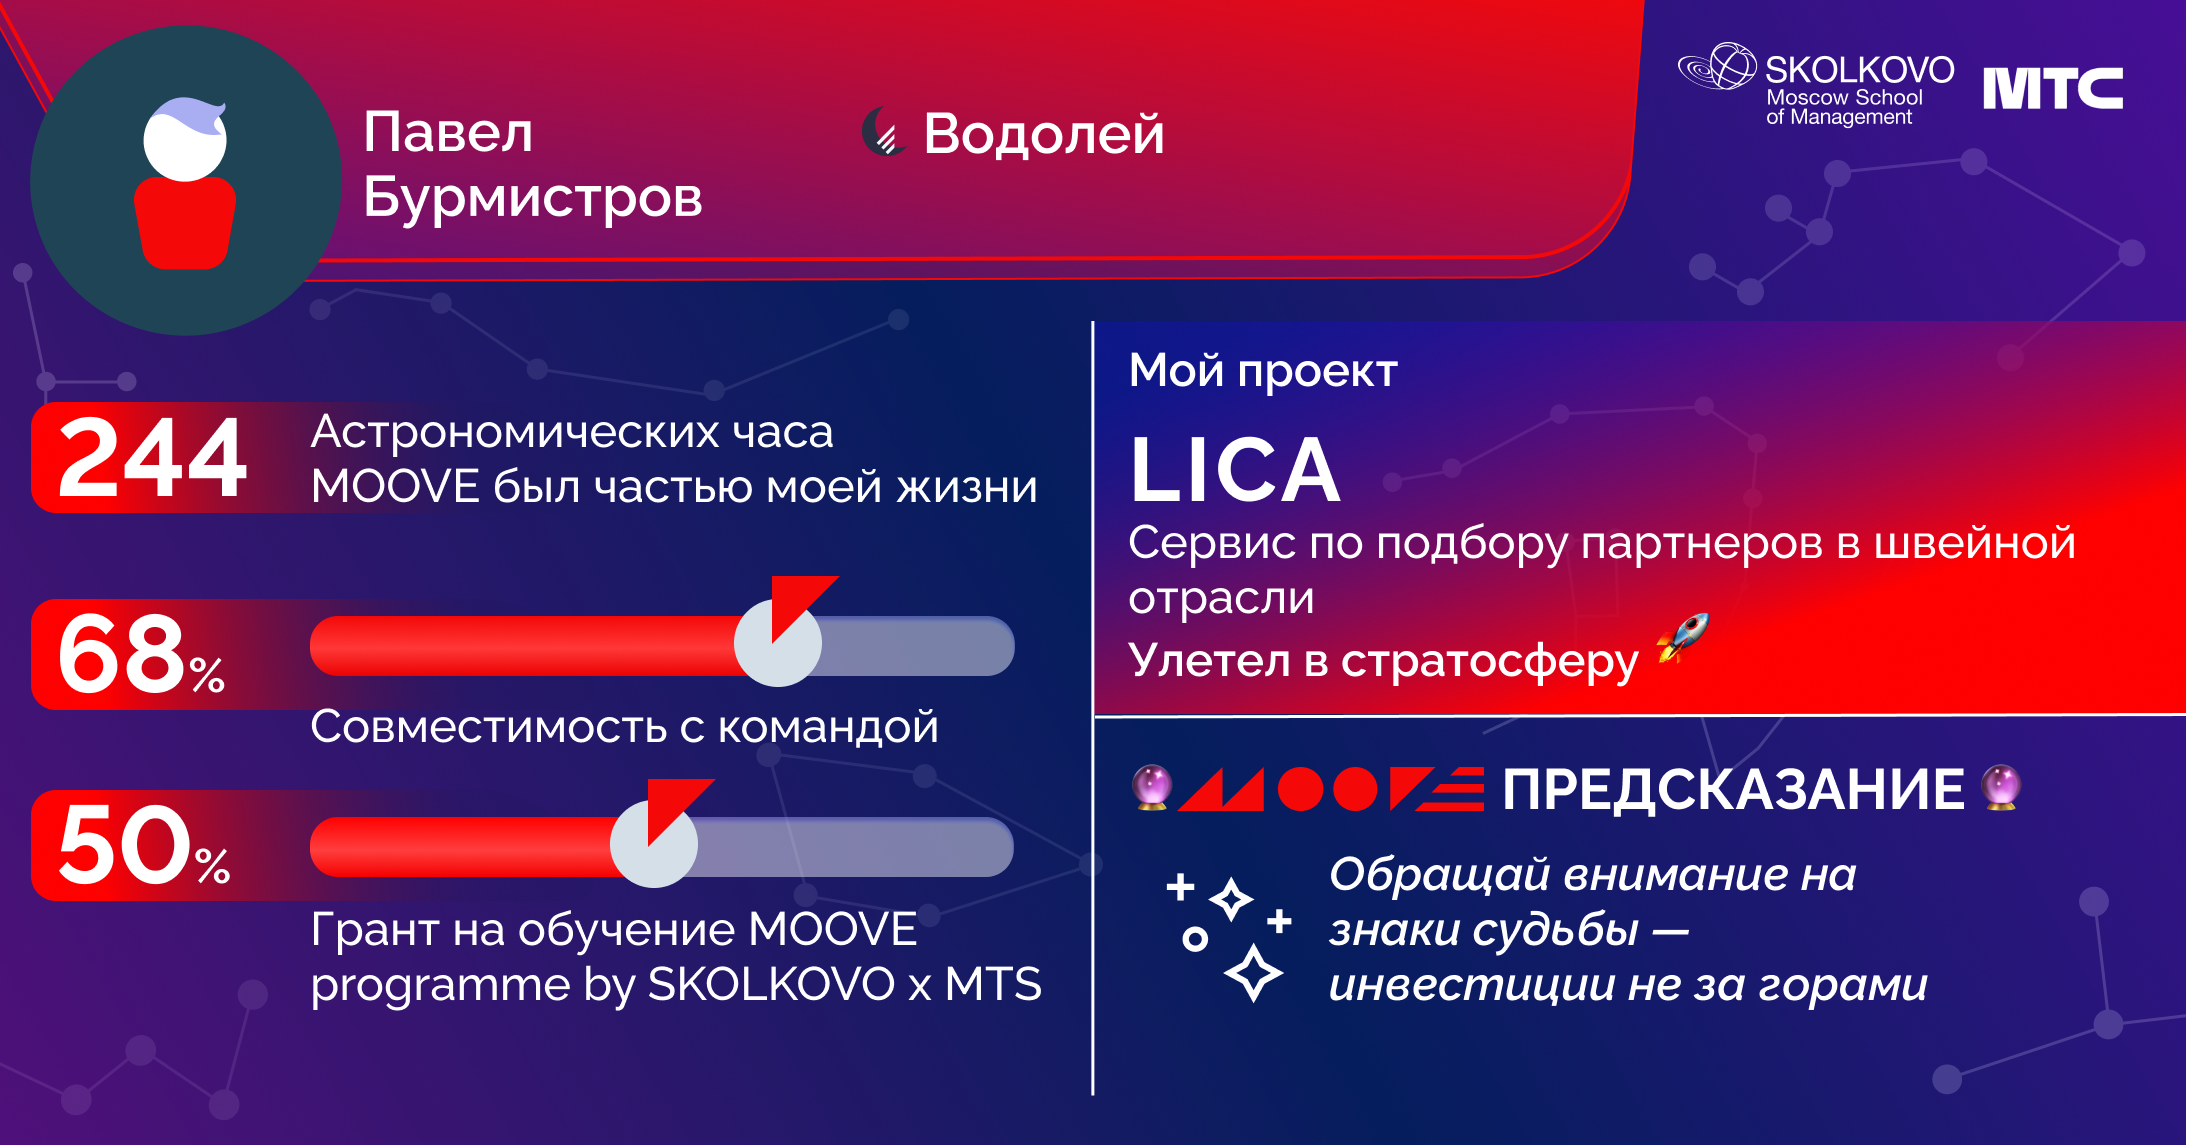 Павел
Бурмистров
Водолей
SKOLKOVO
Moscow School
of Management
МТС
244
Астрономических часа
MOOVE был частью моей жизни
68%
Совместимость с командой
50%
Грант на обучение MOOVE
programme by SKOLKOVO x MTS
Мой проект
LICA
Сервис по подбору партнеров в швейной
отрасли
Улетел в стратосферу
MOOVE ПРЕДСКАЗАНИЕ
Обращай внимание на
знаки судьбы —
инвестиции не за горами